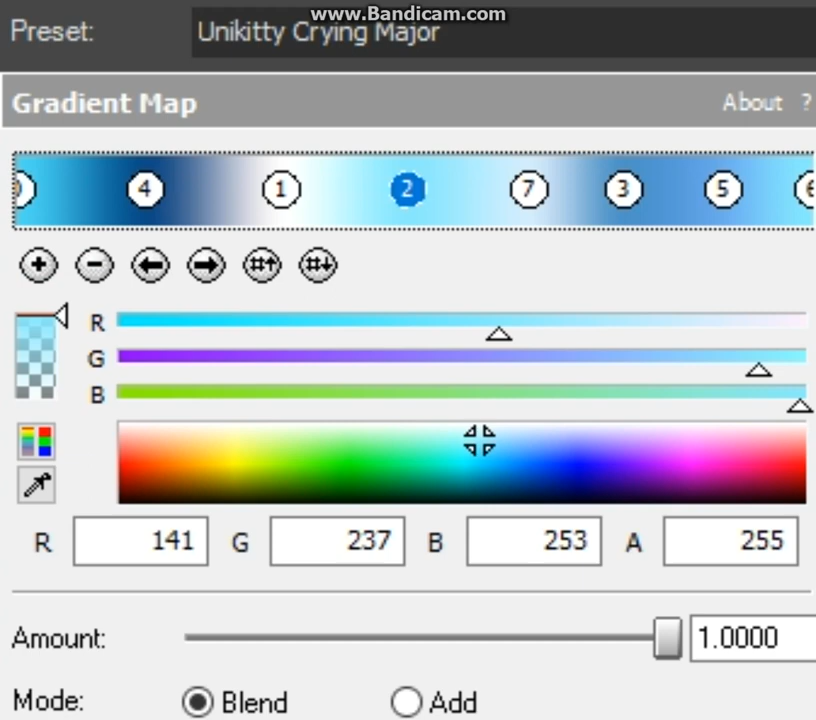 www.Bandicam.com
Preset: Unikitty Crying Major
Gradient Map About ?
4 1 2 7 3 5 6
R
G
B
R 141 G 237 B 253 A 255
Amount: 1.0000
Mode: Blend Add